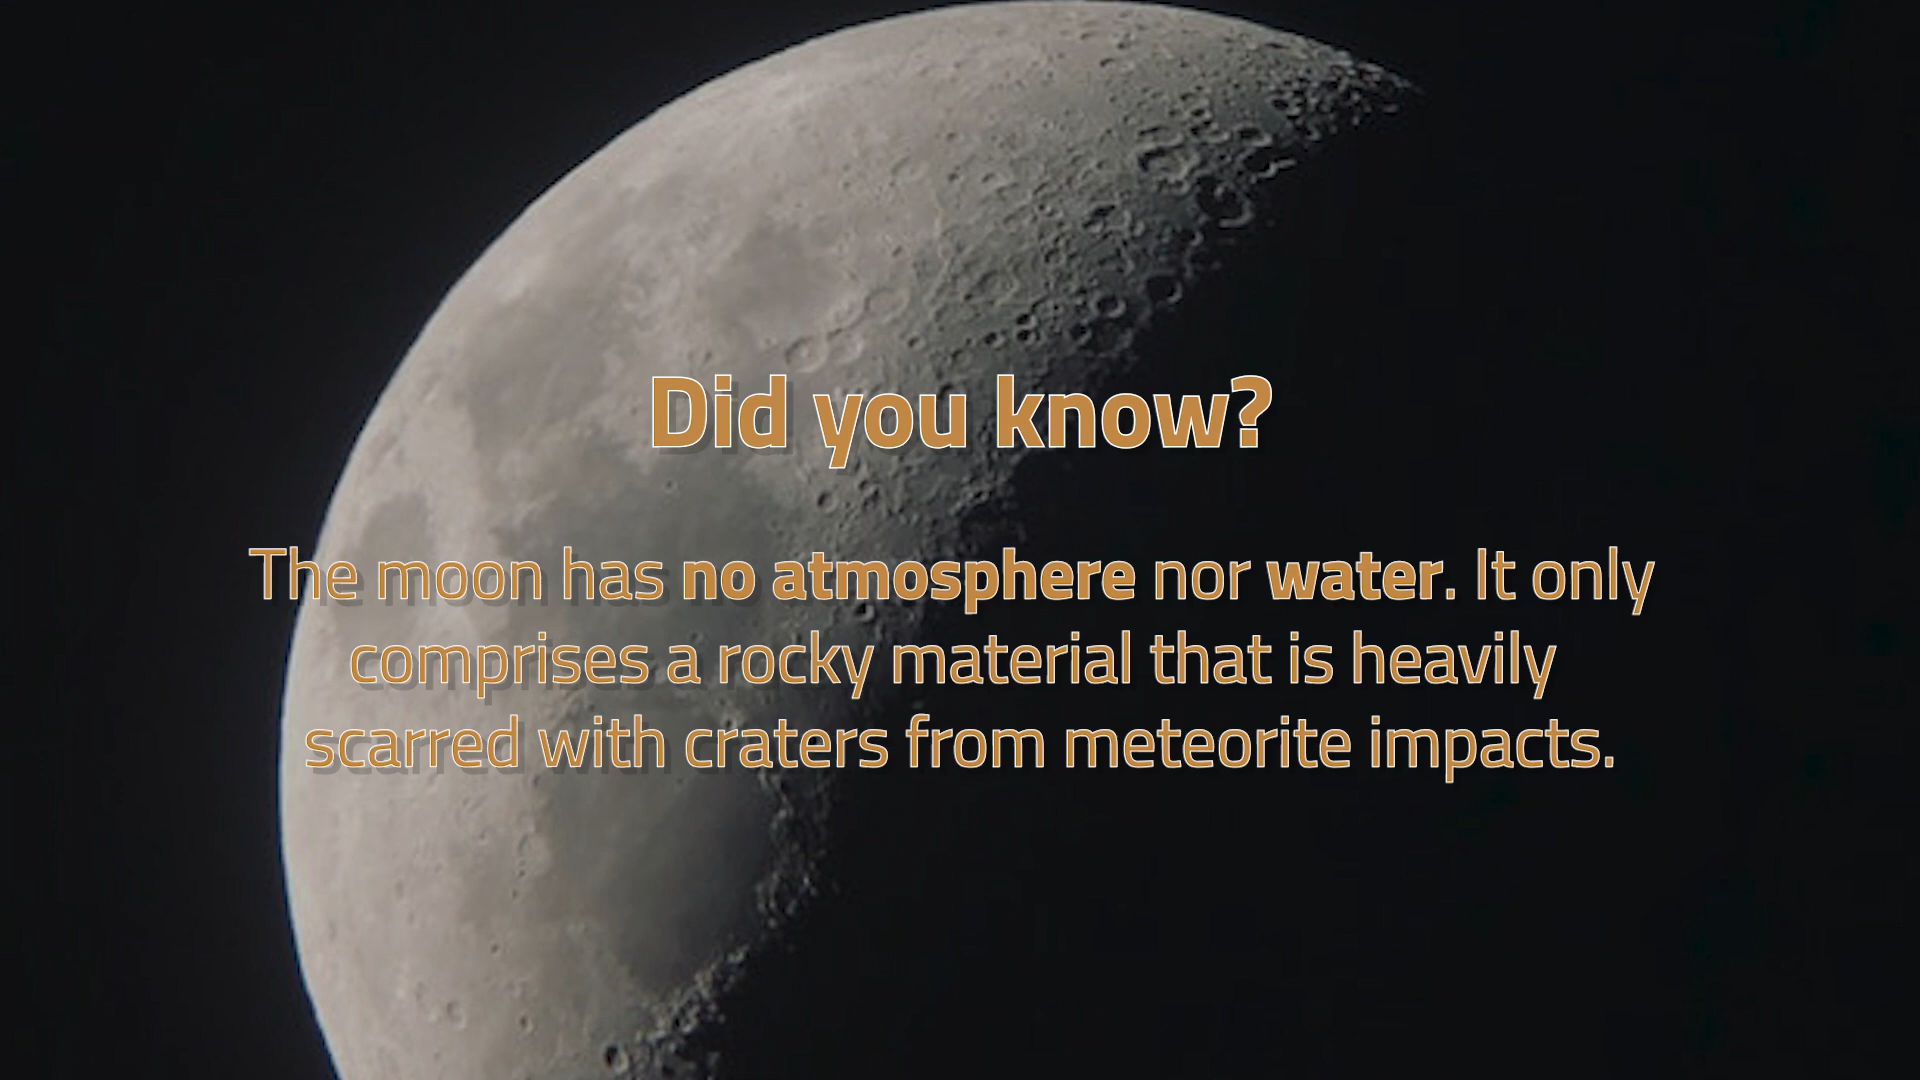 Did you know?
The moon has no atmosphere nor water. It only
comprises a rocky material that is heavily
scarred with craters from meteorite impacts.